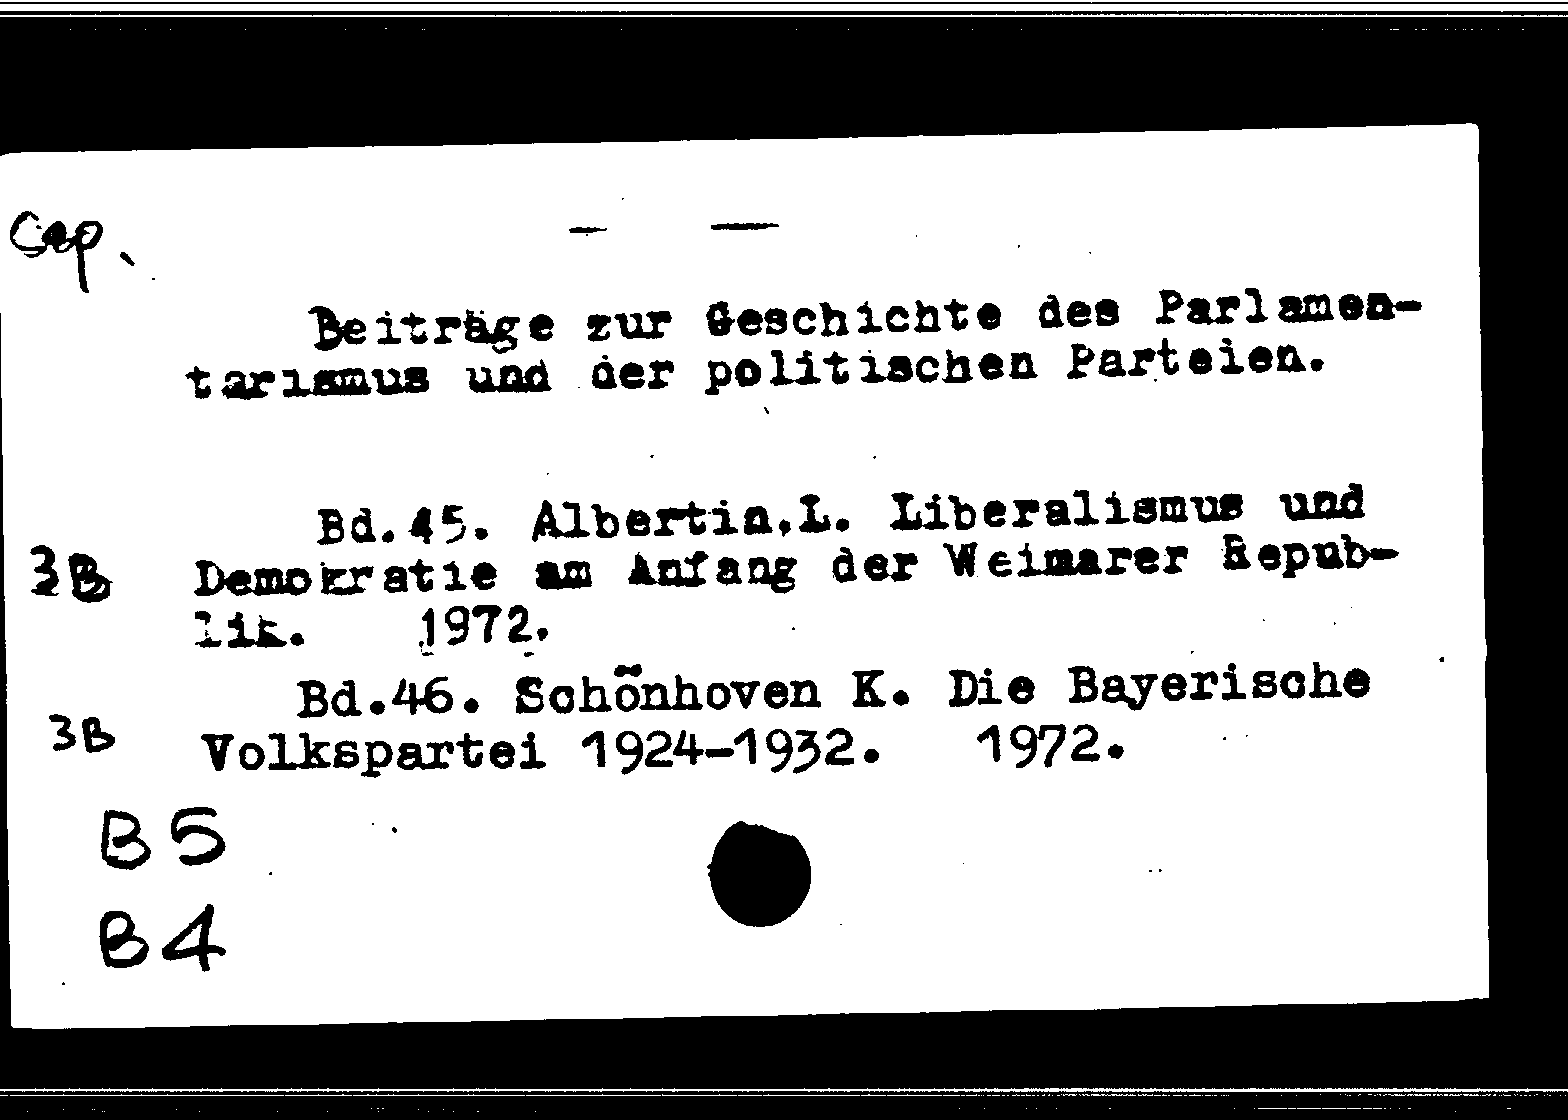 Сер.
Beiträge zur Geschichte des Parlamen-
tarismus und der politischen Parteien.
Bd.45. Albertin,L. Liberalismus und
3B Demokratie am Anfang der Weimarer Repub-
lik. 1972.
Bd.46. Schönhoven K. Die Bayerische
3B Volkspartei 1924-1932. 1972.
B5
B4